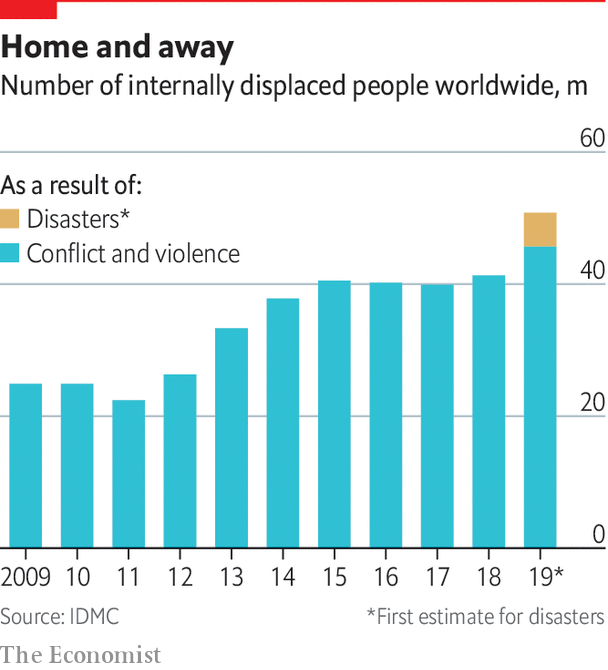 Home and away
Number of internally displaced people worldwide, m
60
As a result of:
Disasters*
Conflict and violence
40
20
0
2009 10 11 12 13 14 15 16 17 18 19*
Source: IDMC
*First estimate for disasters
The Economist